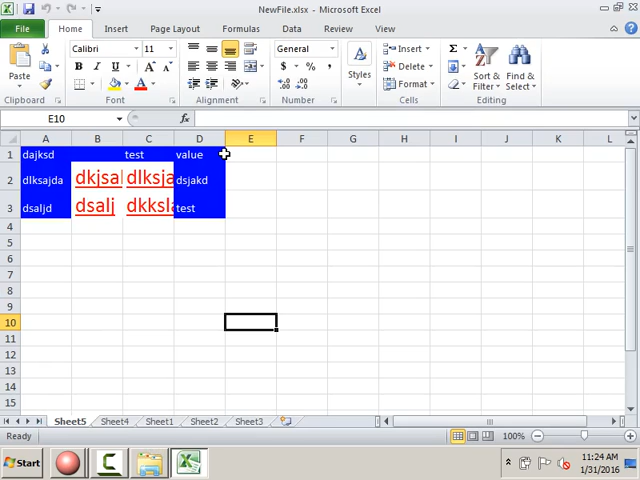 NewFile.xlsx - Microsoft Excel
File Home Insert Page Layout Formulas Data Review View
Paste
Clipboard
Calibri 11
B I U
Font
Alignment
General
$ % ,
Number
Styles
Insert
Delete
Format
Cells
Σ
Sort & Filter
Find & Select
Editing
E10 fx
A B C D E F G H I J K L
1 dajksd test value
2 dlksajda dkjsal dlksja dsjakd
3 dsaljd dsalj dkksla test
4
5
6
7
8
9
10
11
12
13
14
15
Sheet5 Sheet4 Sheet1 Sheet2 Sheet3
Ready 100%
Start 11:24 AM
1/31/2016